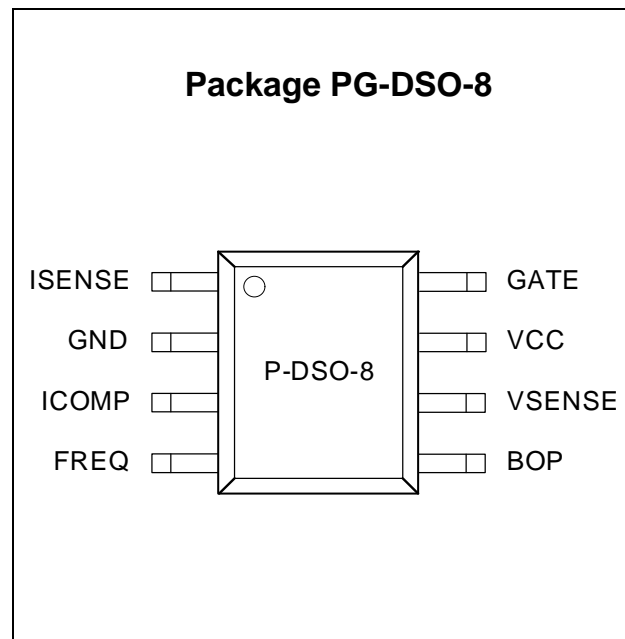 Package PG-DSO-8
ISENSE
GND
ICOMP
FREQ
P-DSO-8
GATE
VCC
VSENSE
BOP